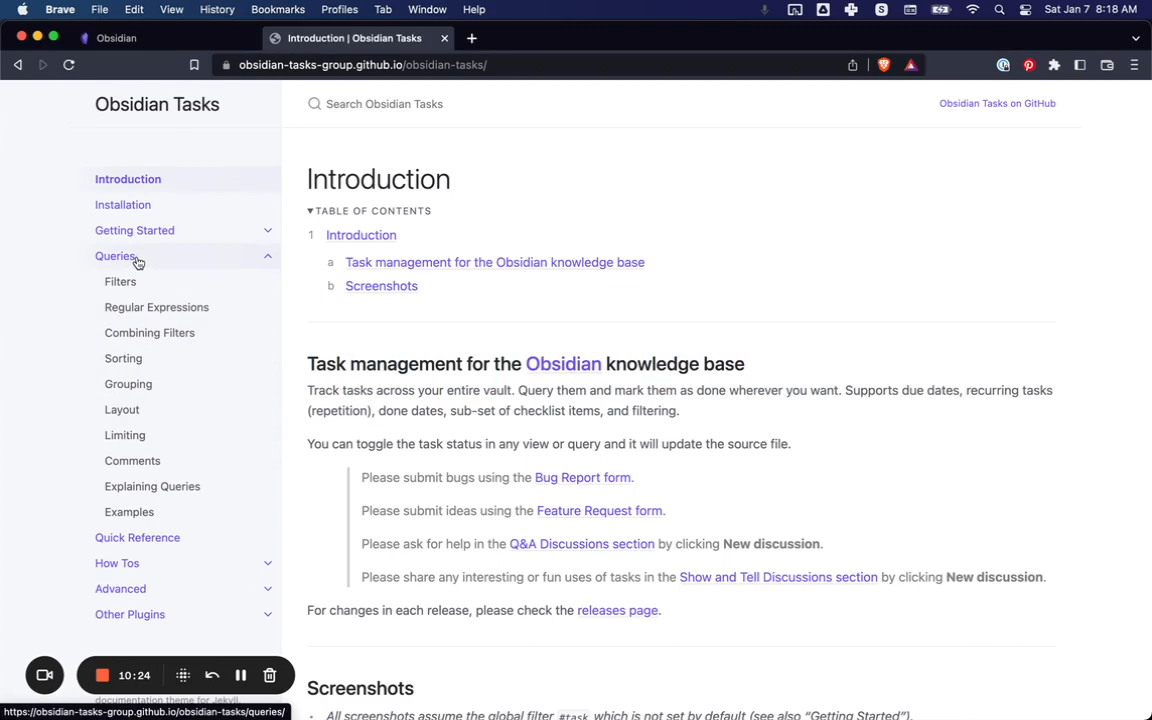 Brave File Edit View History Bookmarks Profiles Tab Window Help Sat Jan 7 8:18 AM
Obsidian Introduction | Obsidian Tasks
obsidian-tasks-group.github.io/obsidian-tasks/
Obsidian Tasks
Search Obsidian Tasks
Obsidian Tasks on GitHub
Introduction
Installation
Getting Started
Queries
Filters
Regular Expressions
Combining Filters
Sorting
Grouping
Layout
Limiting
Comments
Explaining Queries
Examples
Quick Reference
How Tos
Advanced
Other Plugins
10:24
documentation theme for Jekyll.
https://obsidian-tasks-group.github.io/obsidian-tasks/queries/
Introduction
▾TABLE OF CONTENTS
1 Introduction
a Task management for the Obsidian knowledge base
b Screenshots
Task management for the Obsidian knowledge base
Track tasks across your entire vault. Query them and mark them as done wherever you want. Supports due dates, recurring tasks
(repetition), done dates, sub-set of checklist items, and filtering.
You can toggle the task status in any view or query and it will update the source file.
Please submit bugs using the Bug Report form.
Please submit ideas using the Feature Request form.
Please ask for help in the Q&A Discussions section by clicking New discussion.
Please share any interesting or fun uses of tasks in the Show and Tell Discussions section by clicking New discussion.
For changes in each release, please check the releases page.
Screenshots
· All screenshots assume the global filter #task which is not set by default (see also "Getting Started").